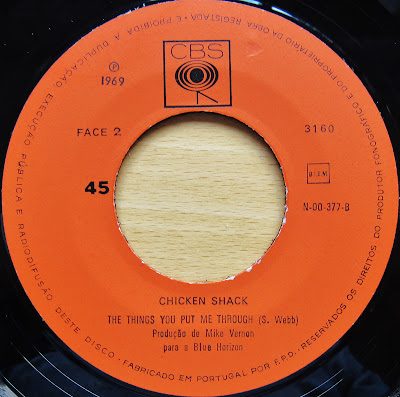 CBS
℗
1969
FACE 2
3160
45
B.I.E.M.
N-00-377-B
CHICKEN SHACK
THE THINGS YOU PUT ME THROUGH (S. Webb)
Produção de Mike Vernon
para a Blue Horizon
• FABRICADO EM PORTUGAL POR F.P.D. • RESERVADOS OS DIREITOS DO PRODUTOR FONOGRÁFICO E DO PROPRIETÁRIO DA OBRA REGISTADA • É PROIBIDA A DUPLICAÇÃO, EXECUÇÃO PÚBLICA E RADIODIFUSÃO DESTE DISCO